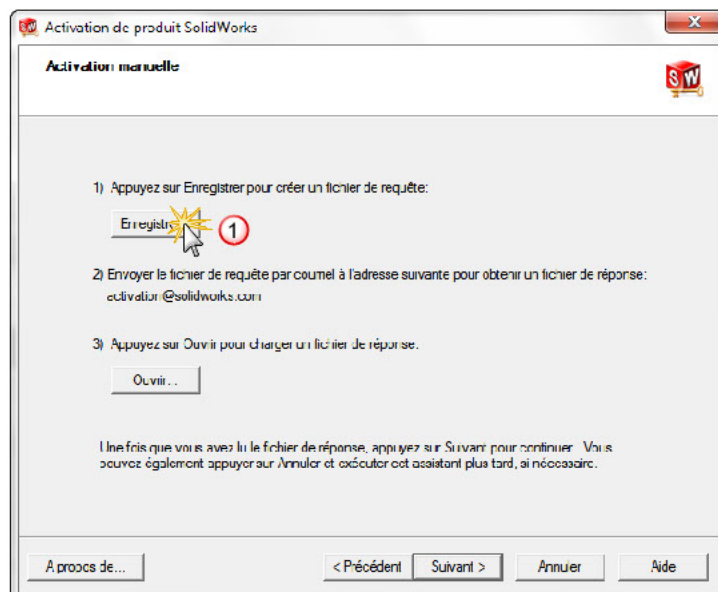 Activation de produit SolidWorks
Activation manuelle
SW
1) Appuyez sur Enregistrer pour créer un fichier de requête:
Enregistr
1
2) Envoyer le fichier de requête par courriel à l'adresse suivante pour obtenir un fichier de réponse:
activation@solidworks.com
3) Appuyez sur Ouvrir pour charger un fichier de réponse.
Ouvrir...
Une fois que vous avez lu le fichier de réponse, appuyez sur Suivant pour continuer. Vous
pouvez également appuyer sur Annuler et exécuter cet assistant plus tard, si nécessaire.
A propos de...
< Précédent
Suivant >
Annuler
Aide